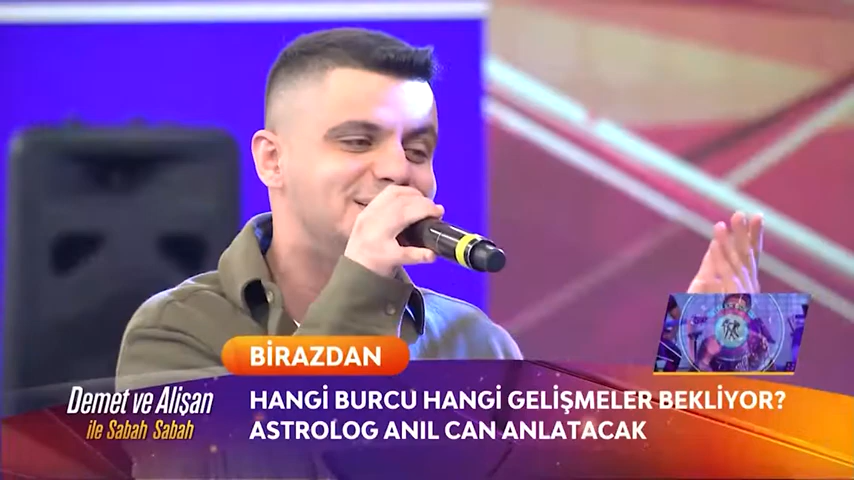 BİRAZDAN
Demet ve Alişan
ile Sabah Sabah
HANGİ BURCU HANGİ GELİŞMELER BEKLİYOR?
ASTROLOG ANIL CAN ANLATACAK